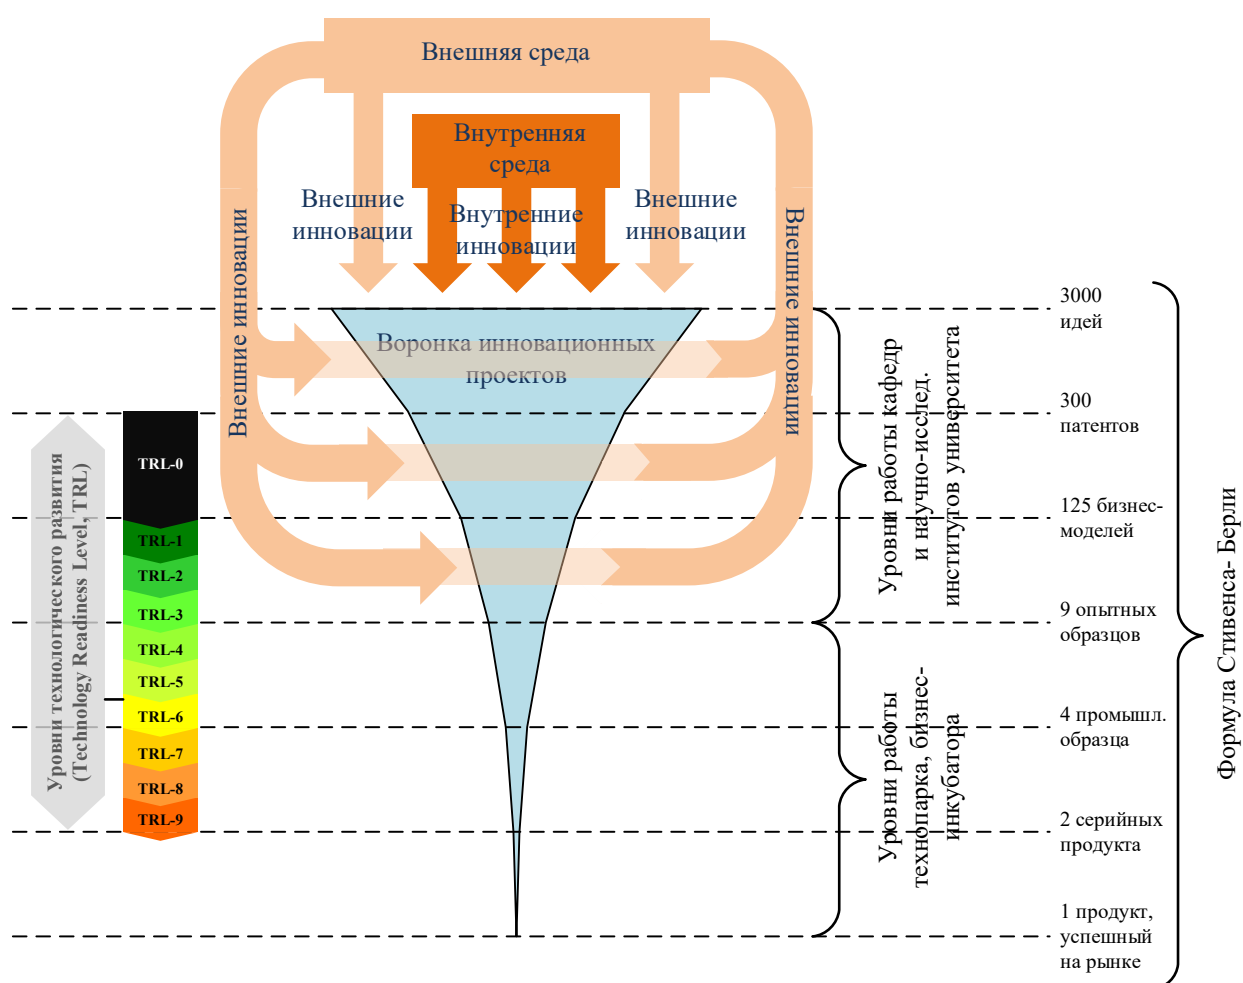 Внешняя среда
Внутренняя
среда
Внешние
инновации
Внутренние
инновации
Внешние
инновации
Внешние инновации
Внешние инновации
Воронка инновационных
проектов
Уровни технологического развития
(Technology Readiness Level, TRL)
TRL-0
TRL-1
TRL-2
TRL-3
TRL-4
TRL-5
TRL-6
TRL-7
TRL-8
TRL-9
Уровни работы кафедр
и научно-исслед.
институтов университета
Уровни работы
технопарка, бизнес-
инкубатора
3000
идей
300
патентов
125 бизнес-
моделей
9 опытных
образцов
4 промышл.
образца
2 серийных
продукта
1 продукт,
успешный
на рынке
Формула Стивенса- Берли